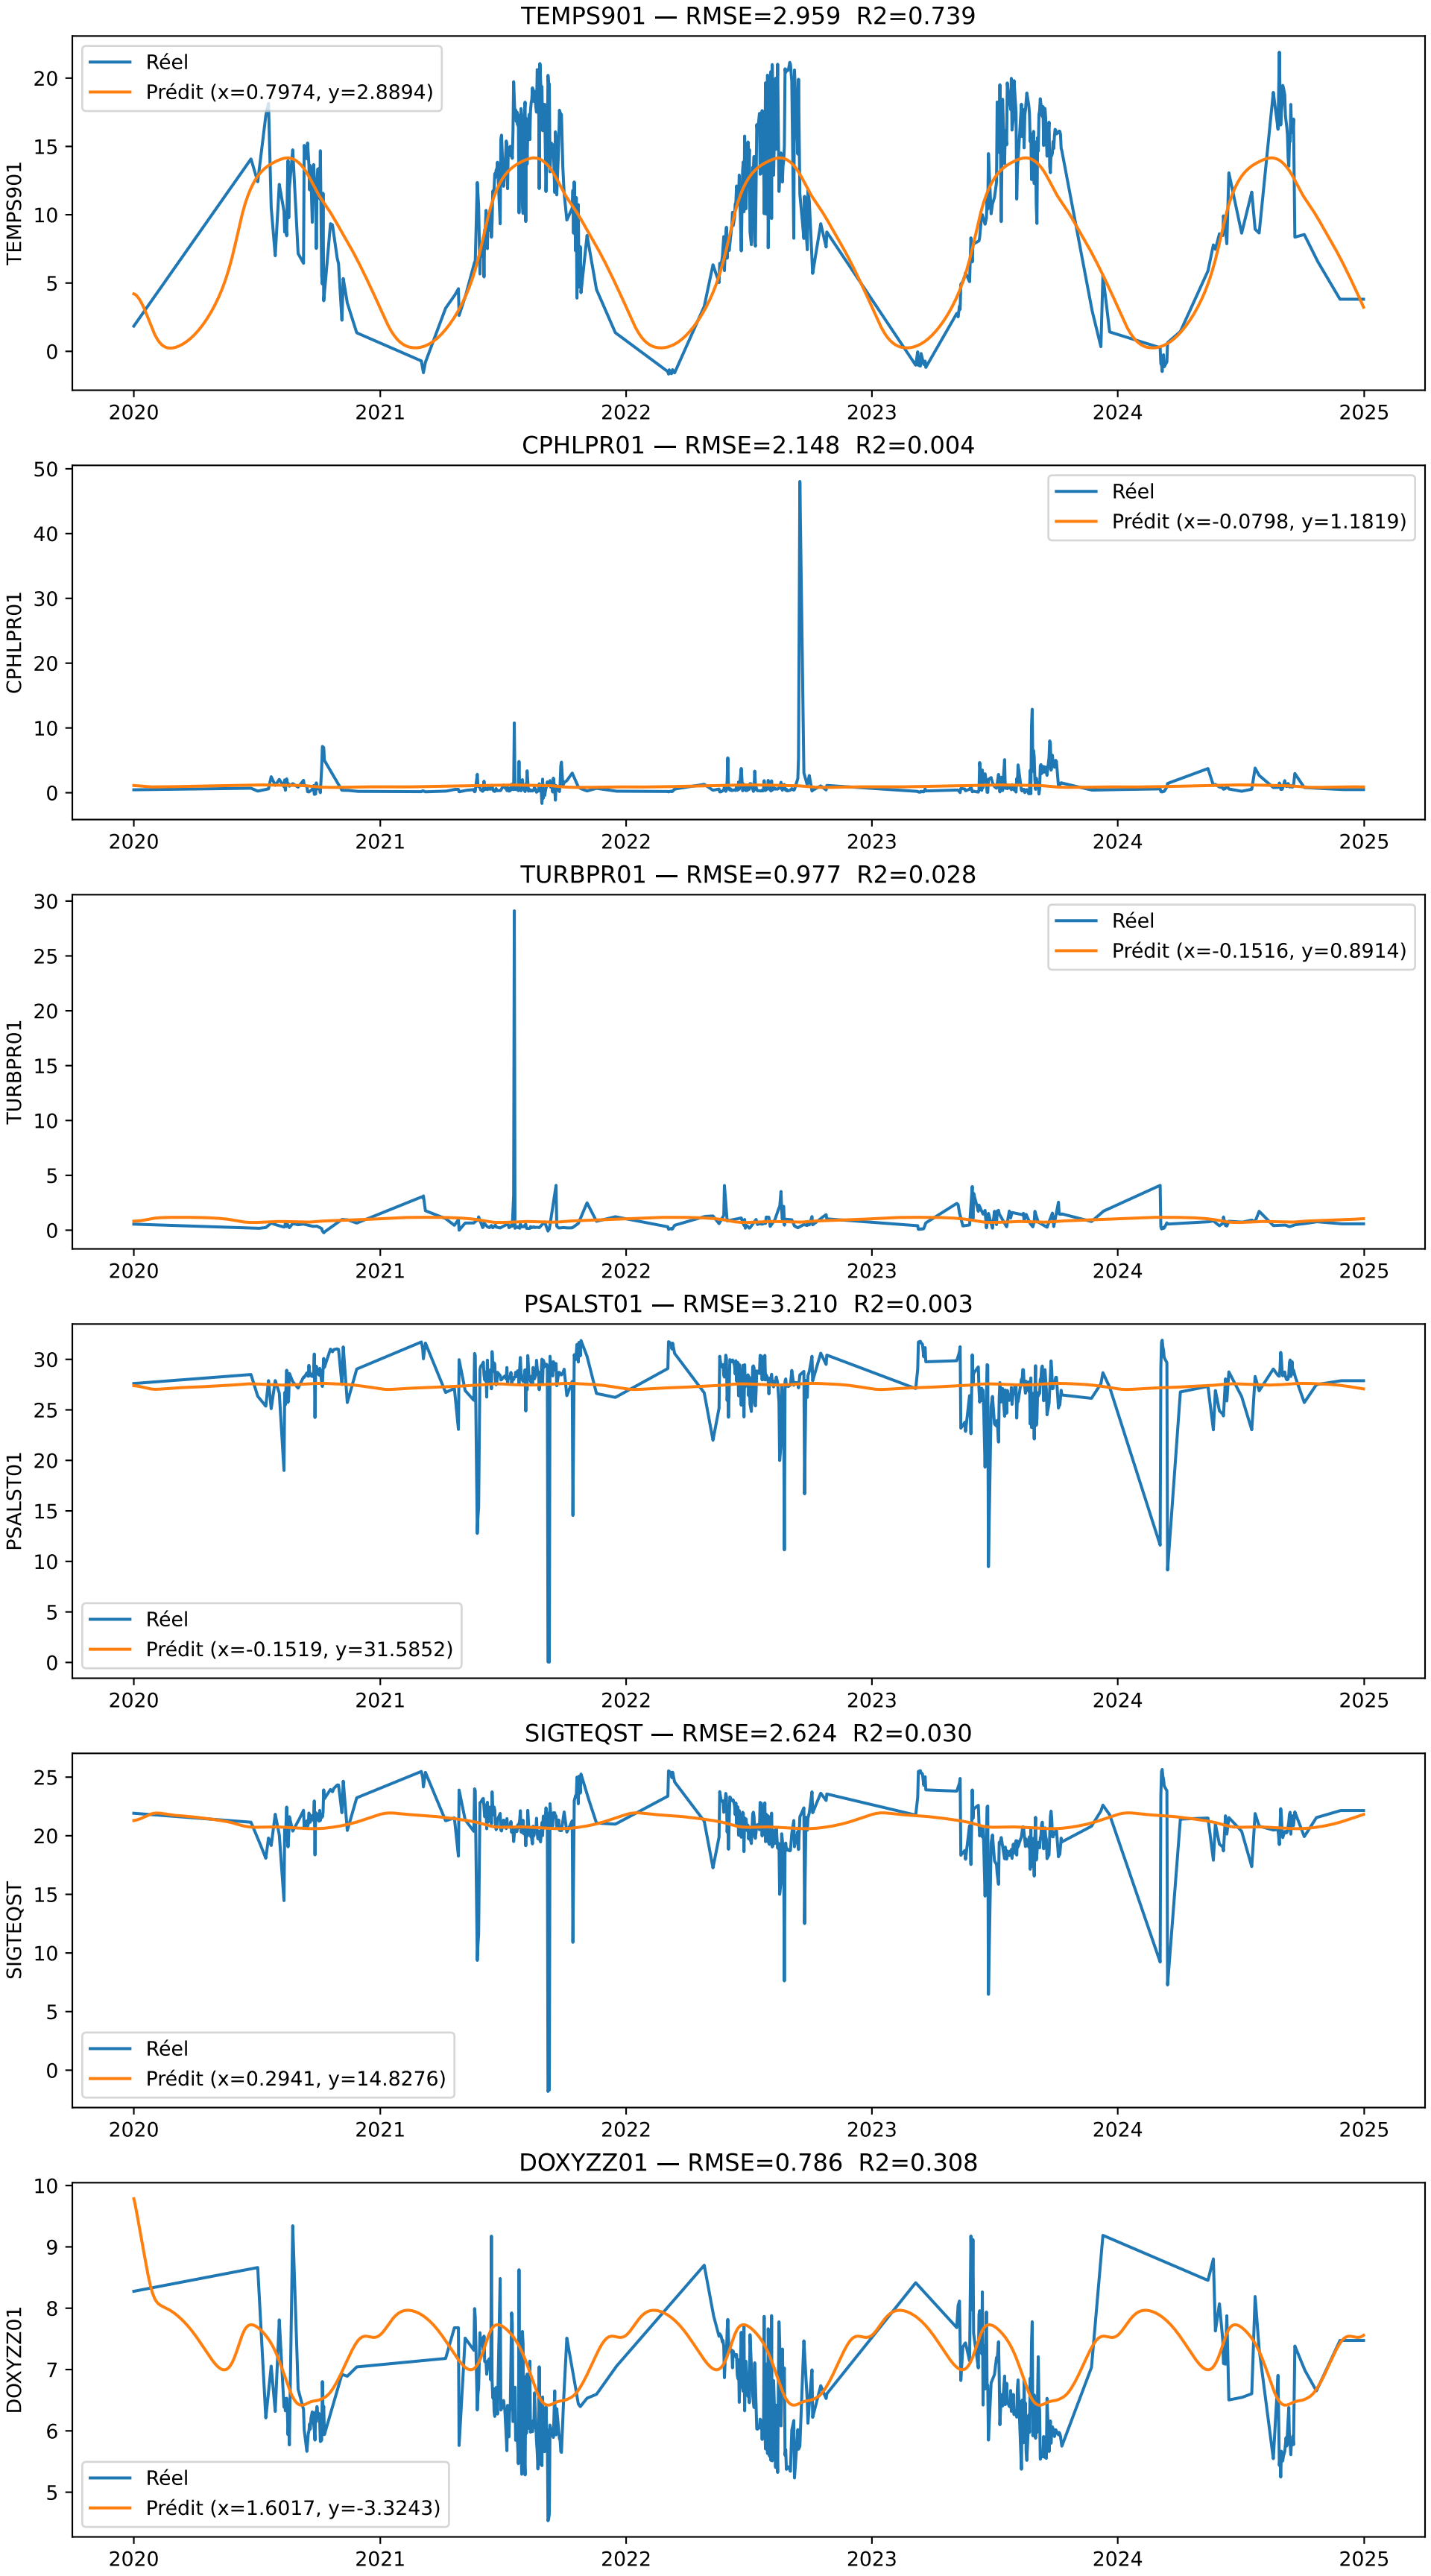 TEMPS901 — RMSE=2.959  R2=0.739
Réel
Prédit (x=0.7974, y=2.8894)
TEMPS901
20
15
10
5
0
2020 2021 2022 2023 2024 2025
CPHLPR01 — RMSE=2.148  R2=0.004
Réel
Prédit (x=-0.0798, y=1.1819)
CPHLPR01
50
40
30
20
10
0
2020 2021 2022 2023 2024 2025
TURBPR01 — RMSE=0.977  R2=0.028
Réel
Prédit (x=-0.1516, y=0.8914)
TURBPR01
30
25
20
15
10
5
0
2020 2021 2022 2023 2024 2025
PSALST01 — RMSE=3.210  R2=0.003
PSALST01
30
25
20
15
10
5
0
Réel
Prédit (x=-0.1519, y=31.5852)
2020 2021 2022 2023 2024 2025
SIGTEQST — RMSE=2.624  R2=0.030
SIGTEQST
25
20
15
10
5
0
Réel
Prédit (x=0.2941, y=14.8276)
2020 2021 2022 2023 2024 2025
DOXYZZ01 — RMSE=0.786  R2=0.308
DOXYZZ01
10
9
8
7
6
5
Réel
Prédit (x=1.6017, y=-3.3243)
2020 2021 2022 2023 2024 2025